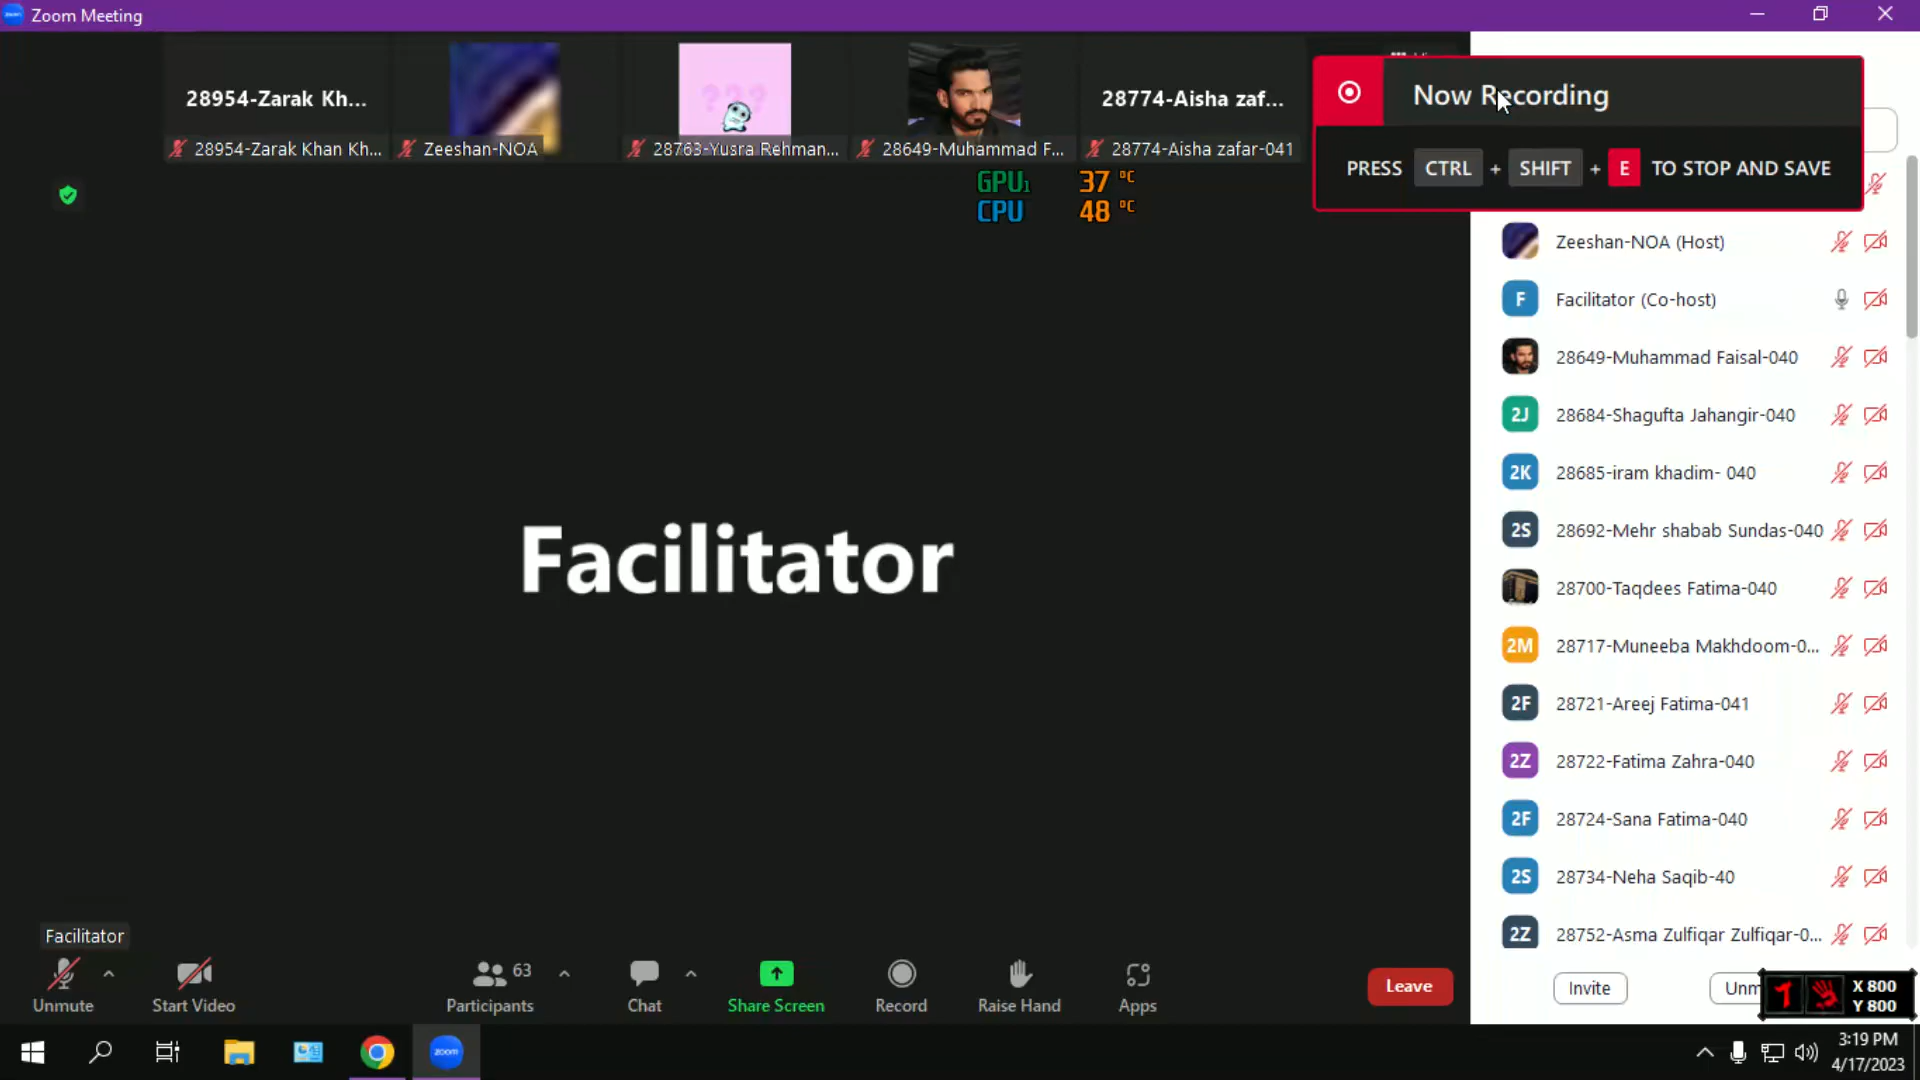 Zoom Meeting
28954-Zarak Kh...
28774-Aisha zaf...
28954-Zarak Khan Kh...
Zeeshan-NOA
???
28763-Yusra Rehman...
28649-Muhammad F...
28774-Aisha zafar-041
GPU1 37 °C
CPU 48 °C
Now Recording
PRESS CTRL + SHIFT + E TO STOP AND SAVE
Zeeshan-NOA (Host)
F Facilitator (Co-host)
28649-Muhammad Faisal-040
2J 28684-Shagufta Jahangir-040
2K 28685-iram khadim- 040
2S 28692-Mehr shabab Sundas-040
28700-Taqdees Fatima-040
2M 28717-Muneeba Makhdoom-0...
2F 28721-Areej Fatima-041
2Z 28722-Fatima Zahra-040
2F 28724-Sana Fatima-040
2S 28734-Neha Saqib-40
2Z 28752-Asma Zulfiqar Zulfiqar-0...
Facilitator
Facilitator
Unmute
Start Video
63
Participants
Chat
Share Screen
Record
Raise Hand
Apps
Leave
Invite
Unm
X 800
Y 800
zoom
3:19 PM
4/17/2023